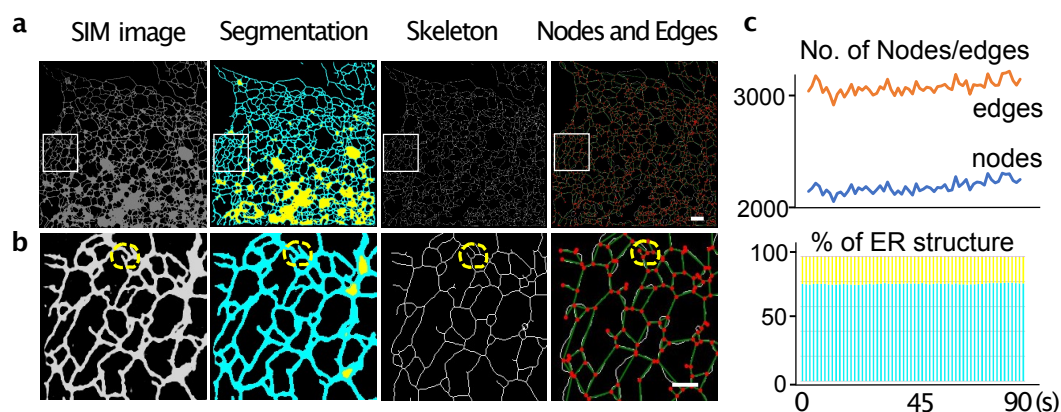 a
SIM image
Segmentation
Skeleton
Nodes and Edges
b
c
No. of Nodes/edges
3000
edges
nodes
2000
% of ER structure
100
50
0
0
45
90 (s)